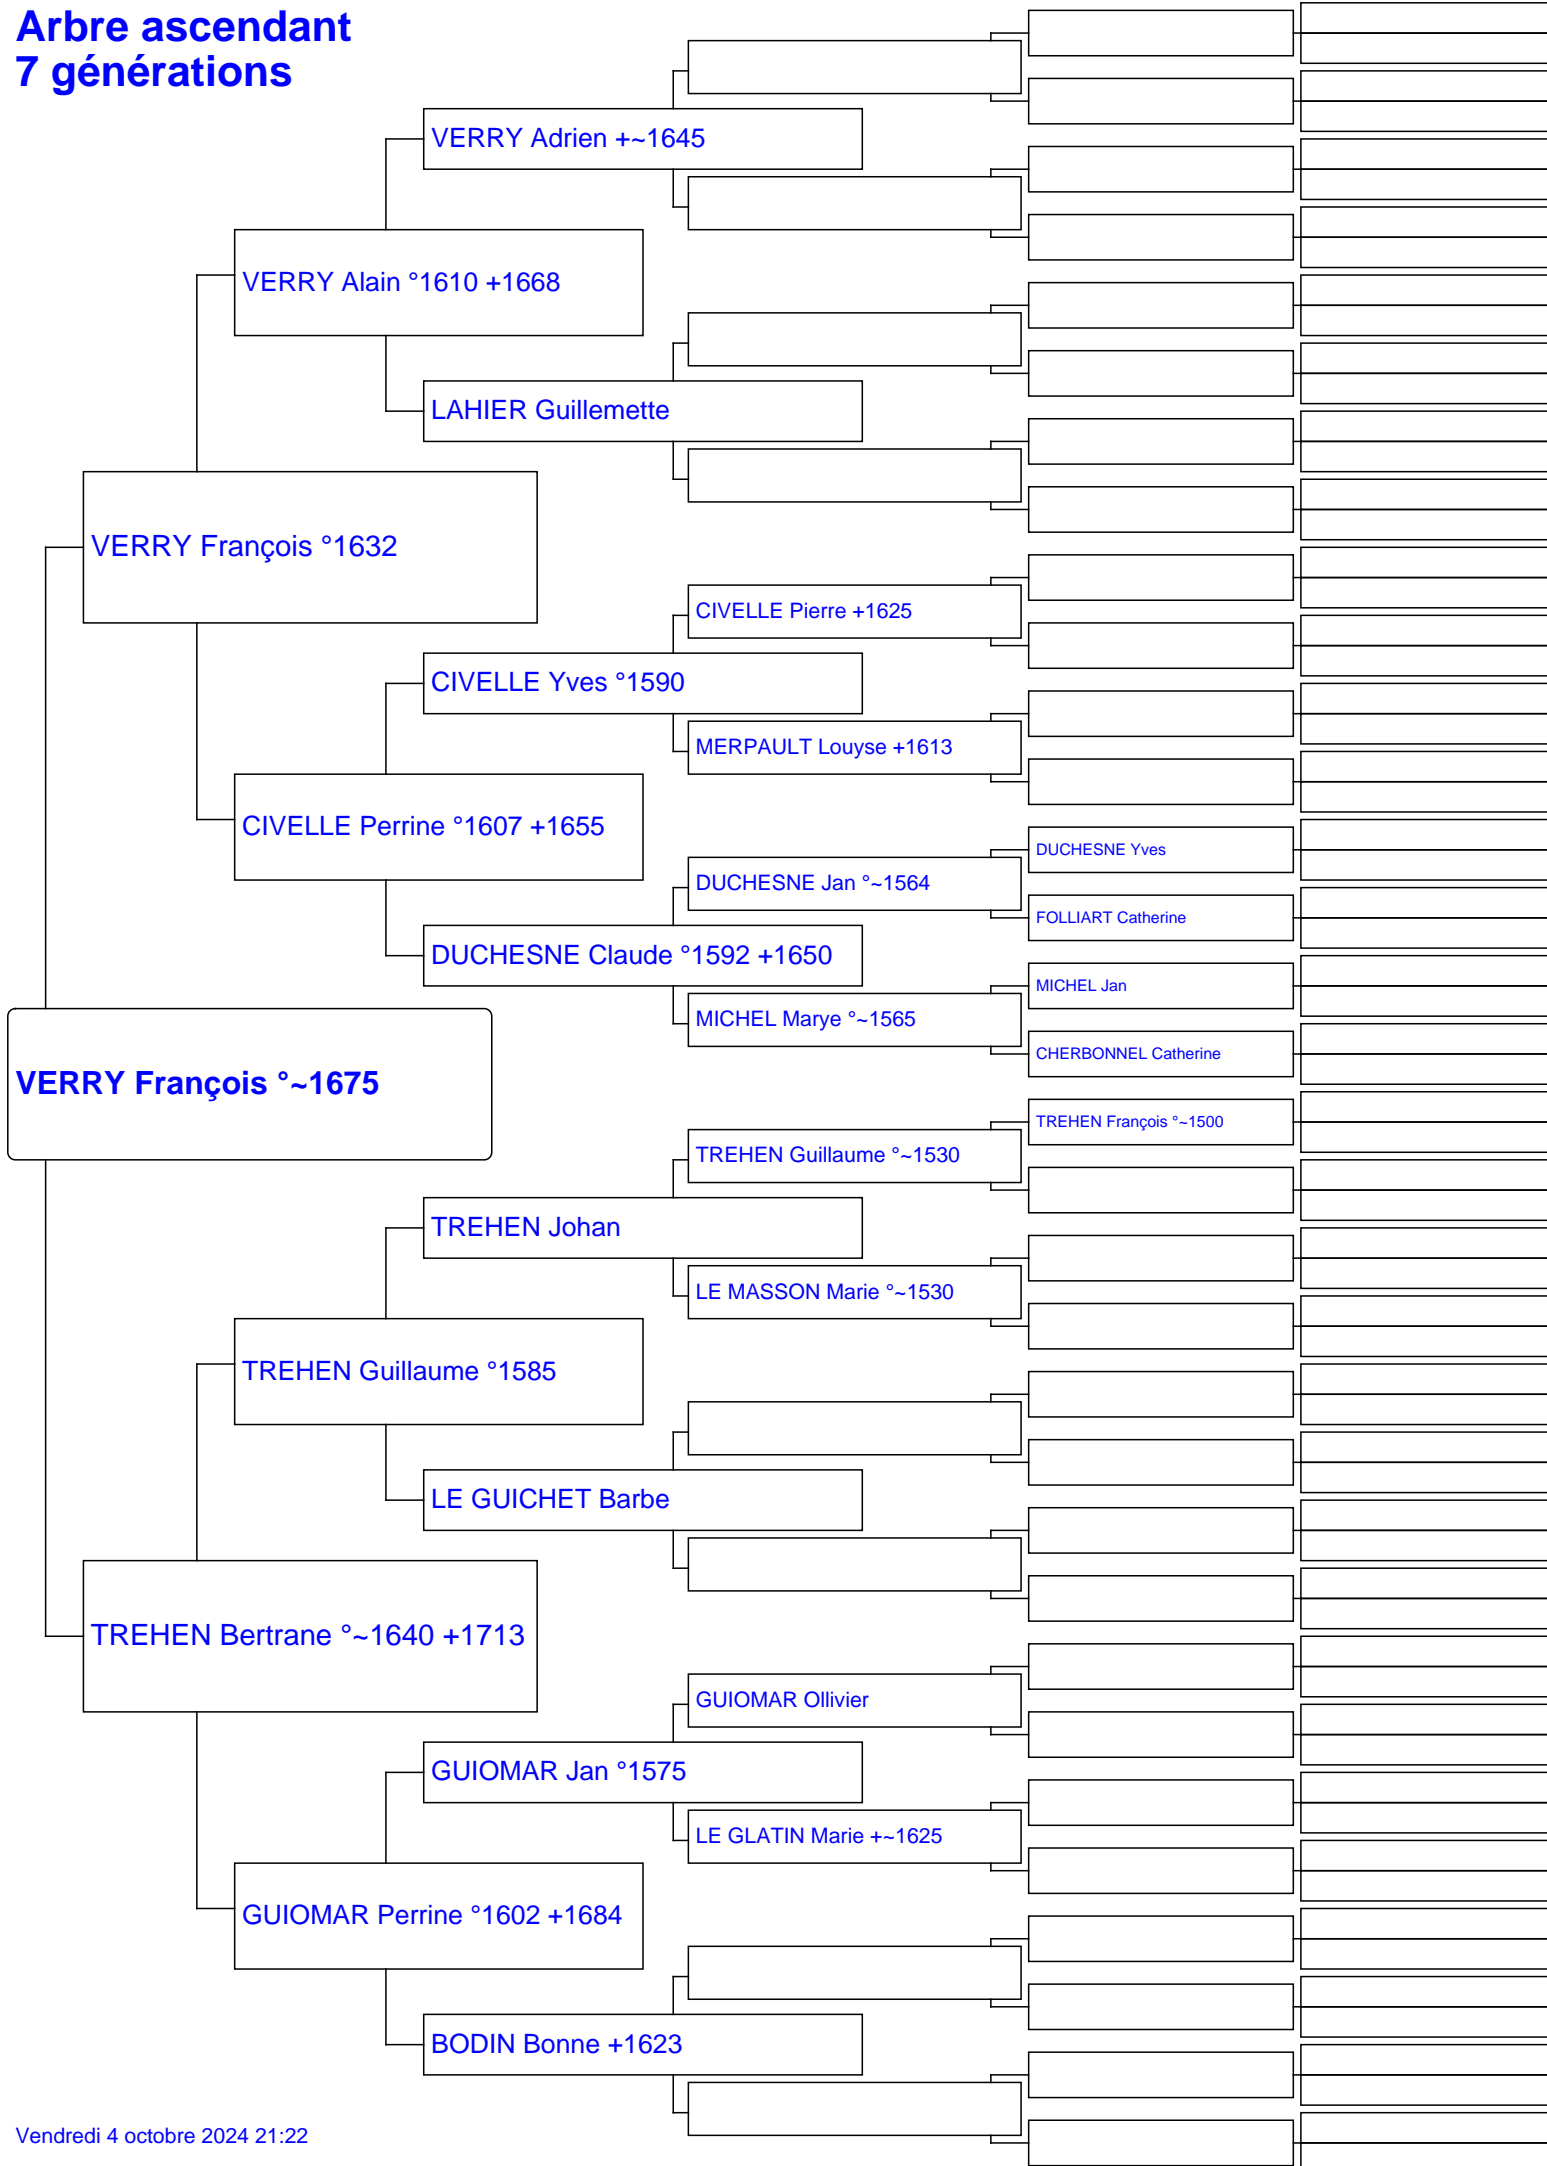 Arbre ascendant
7 générations
VERRY Adrien +~1645
VERRY Alain °1610 +1668
LAHIER Guillemette
VERRY François °1632
CIVELLE Pierre +1625
CIVELLE Yves °1590
MERPAULT Louyse +1613
CIVELLE Perrine °1607 +1655
DUCHESNE Yves
DUCHESNE Jan °~1564
FOLLIART Catherine
DUCHESNE Claude °1592 +1650
MICHEL Jan
MICHEL Marye °~1565
CHERBONNEL Catherine
VERRY François °~1675
TREHEN François °~1500
TREHEN Guillaume °~1530
TREHEN Johan
LE MASSON Marie °~1530
TREHEN Guillaume °1585
LE GUICHET Barbe
TREHEN Bertrane °~1640 +1713
GUIOMAR Ollivier
GUIOMAR Jan °1575
LE GLATIN Marie +~1625
GUIOMAR Perrine °1602 +1684
BODIN Bonne +1623
Vendredi 4 octobre 2024 21:22